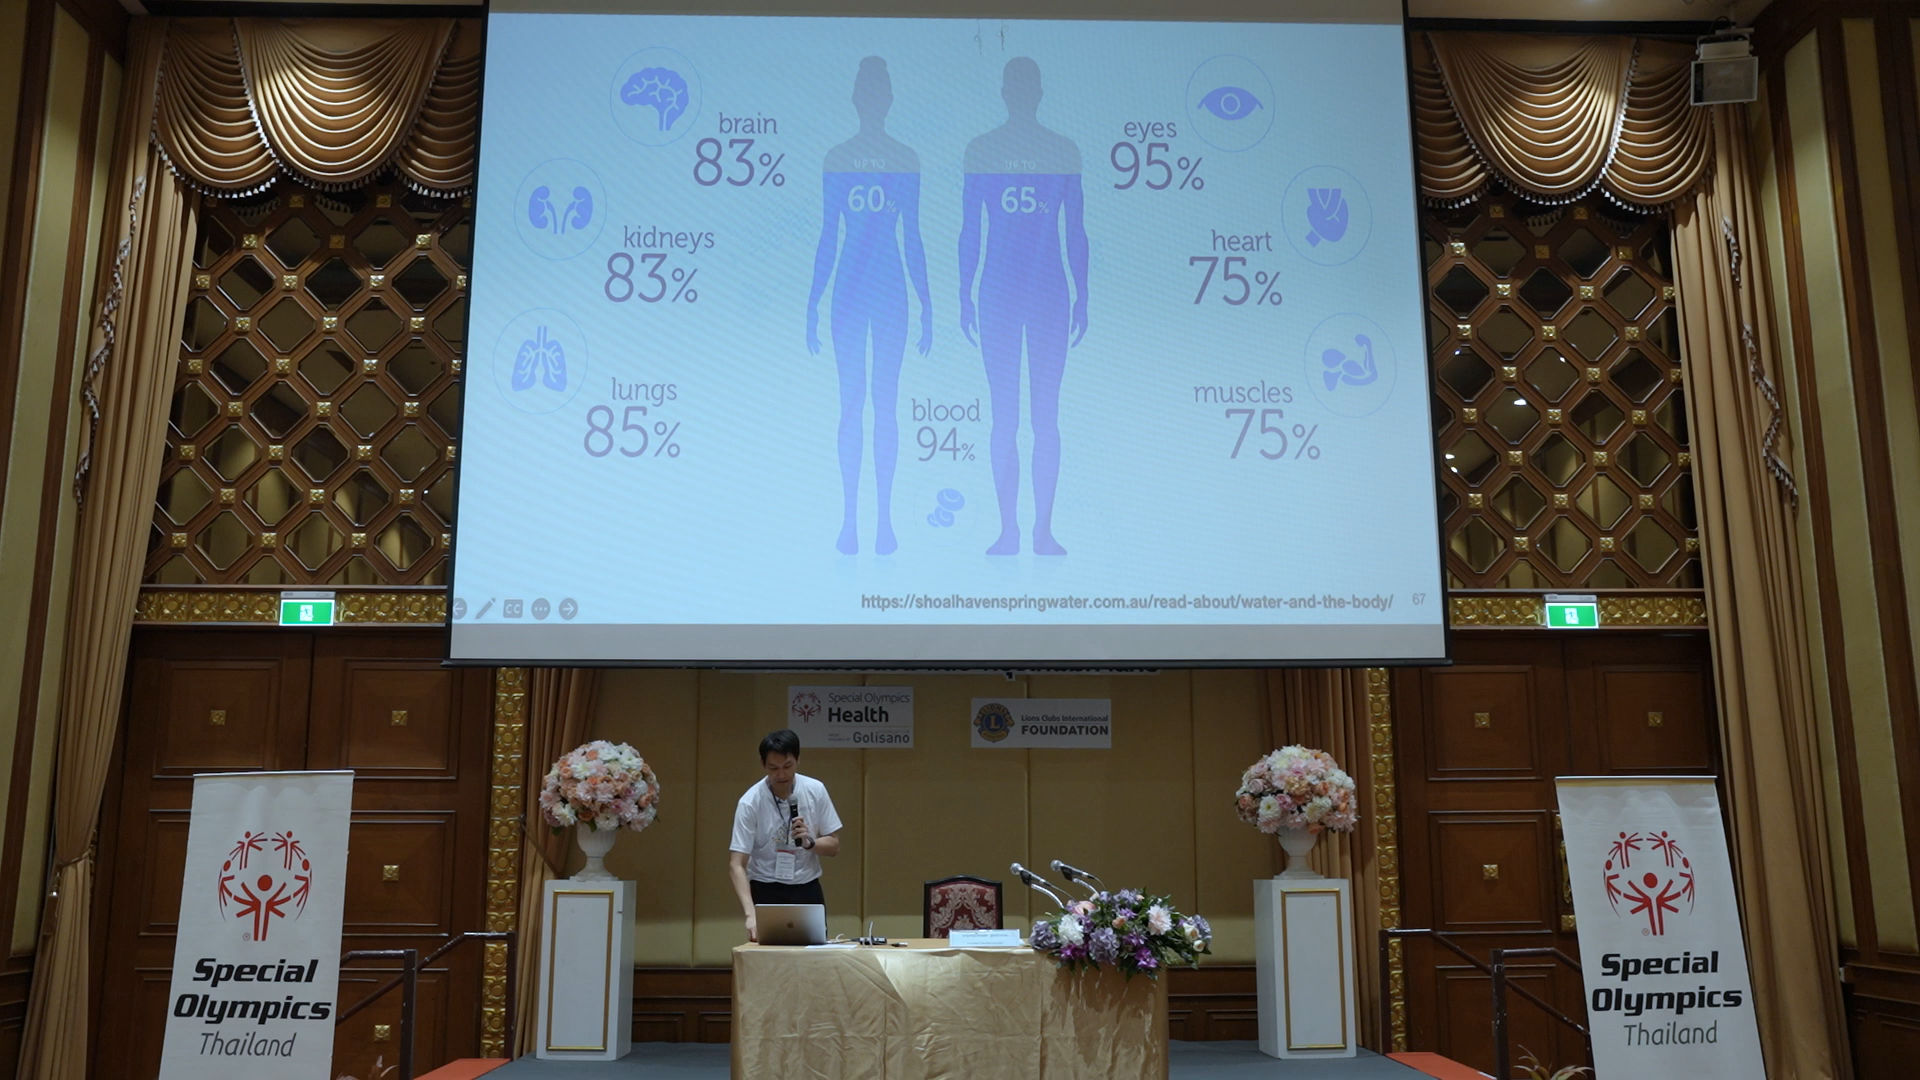 brain
83%
kidneys
83%
lungs
85%
UP TO
60%
UP TO
65%
blood
94%
eyes
95%
heart
75%
muscles
75%
CC
https://shoalhavenspringwater.com.au/read-about/water-and-the-body/
67
Special Olympics
Health
Golisano
Lions Clubs International
FOUNDATION
L
Special
Olympics
Thailand
Special
Olympics
Thailand